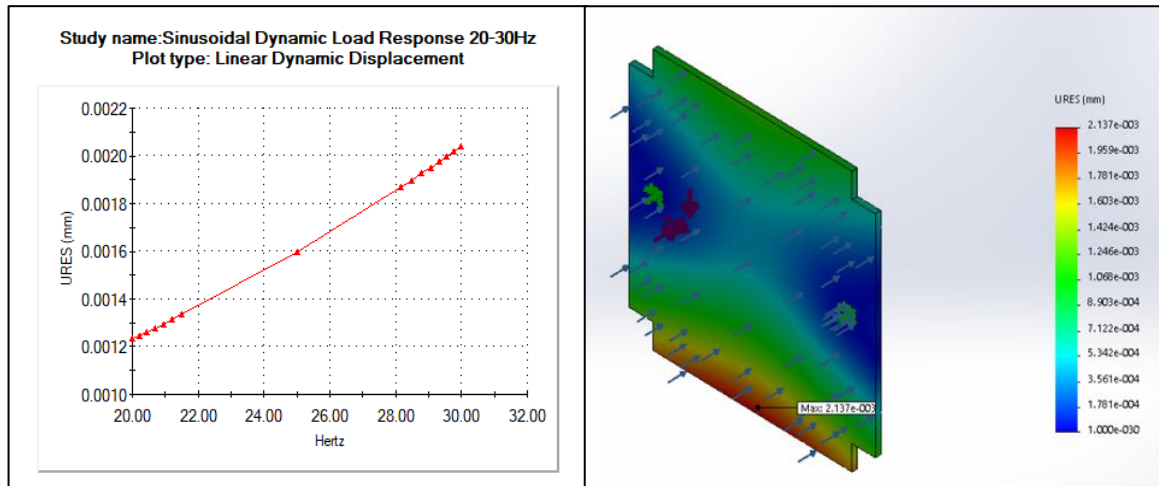 Study name:Sinusoidal Dynamic Load Response 20-30Hz
Plot type: Linear Dynamic Displacement
0.0022
0.0020
0.0018
0.0016
0.0014
0.0012
0.0010
URES (mm)
20.00 22.00 24.00 26.00 28.00 30.00 32.00
Hertz
URES (mm)
2.137e-003
1.959e-003
1.781e-003
1.603e-003
1.424e-003
1.246e-003
1.068e-003
8.903e-004
7.122e-004
5.342e-004
3.561e-004
1.781e-004
1.000e-030
Max: 2.137e-003